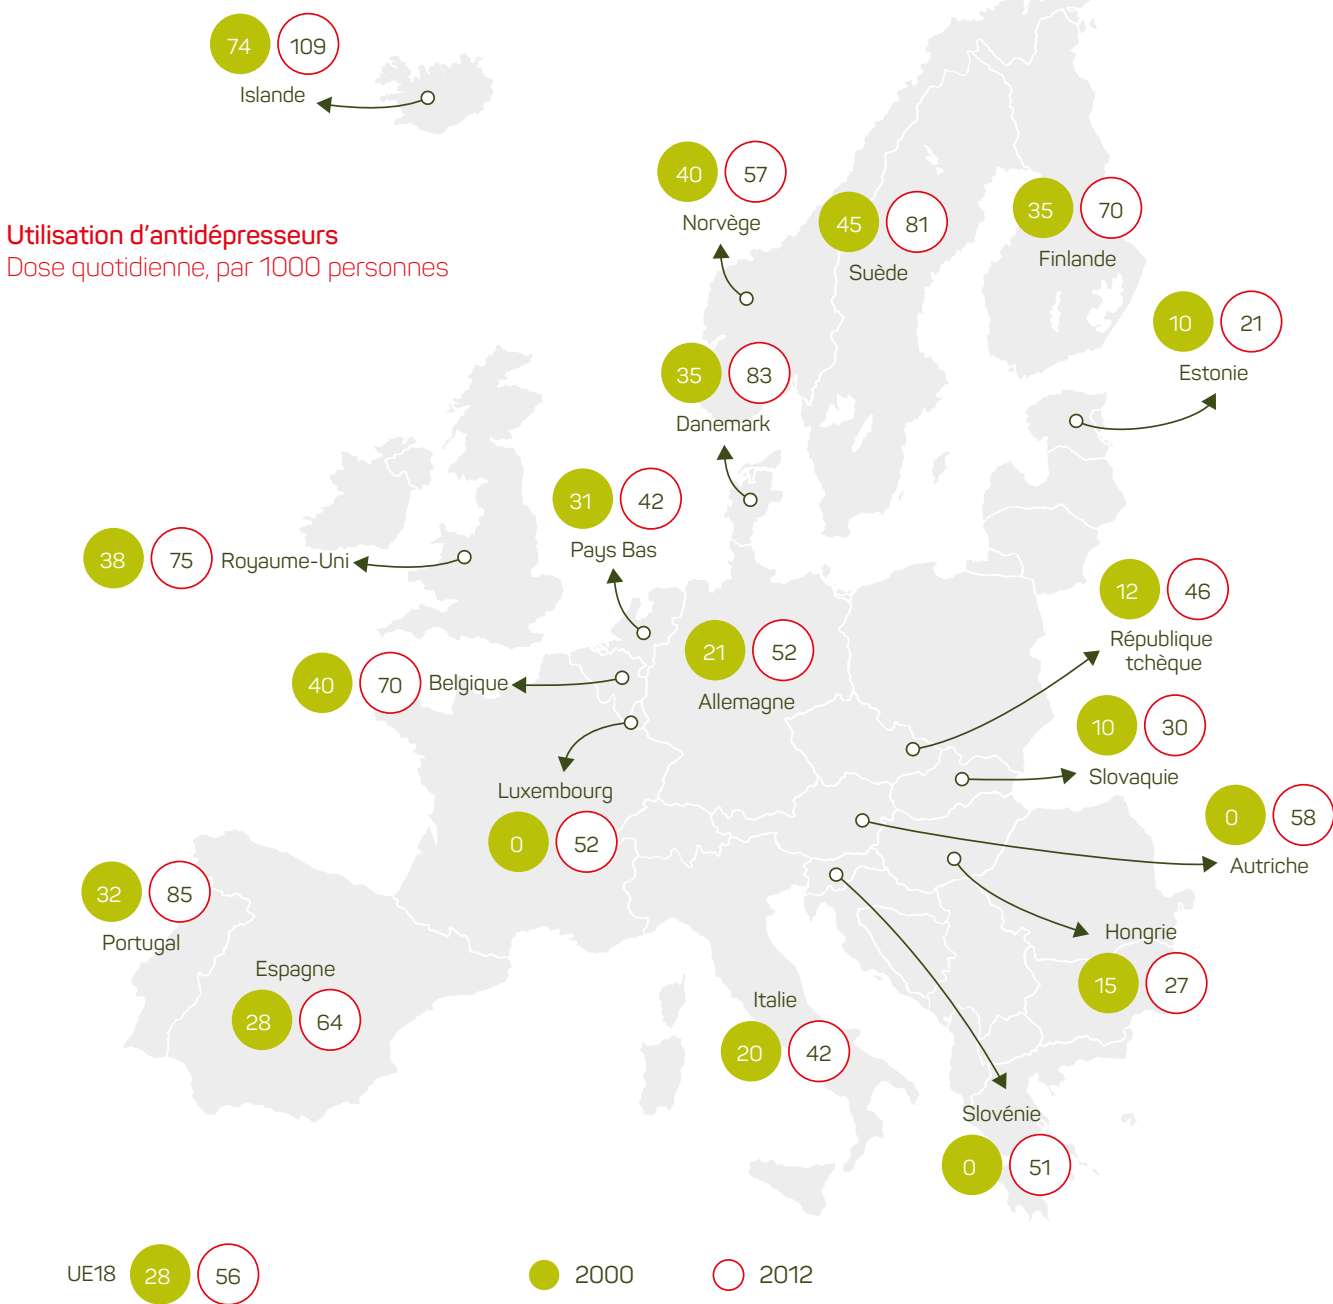 74 109
Islande
Utilisation d'antidépresseurs
Dose quotidienne, par 1000 personnes
40 57
Norvège
45 81
Suède
35 70
Finlande
10 21
Estonie
35 83
Danemark
31 42
Pays Bas
38 75 Royaume-Uni
12 46
République
tchèque
21 52
Allemagne
40 70 Belgique
10 30
Slovaquie
Luxembourg
0 52
0 58
Autriche
32 85
Portugal
Hongrie
15 27
Espagne
28 64
Italie
20 42
Slovénie
0 51
UE18 28 56
2000
2012